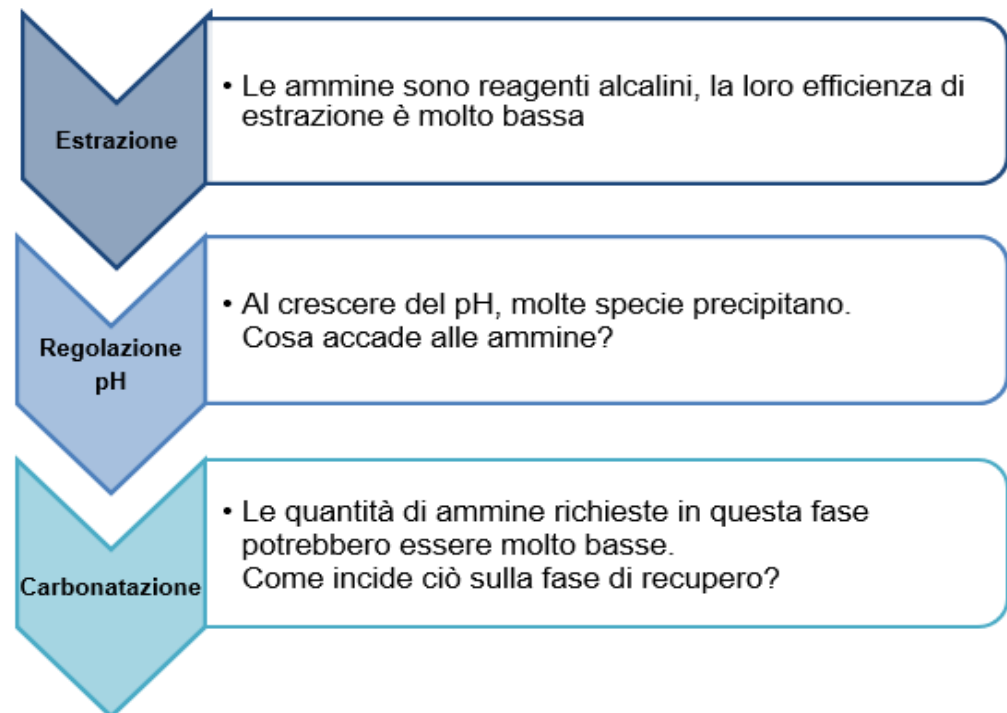 Estrazione
• Le ammine sono reagenti alcalini, la loro efficienza di
estrazione è molto bassa
Regolazione
pH
• Al crescere del pH, molte specie precipitano.
Cosa accade alle ammine?
Carbonatazione
• Le quantità di ammine richieste in questa fase
potrebbero essere molto basse.
Come incide ciò sulla fase di recupero?